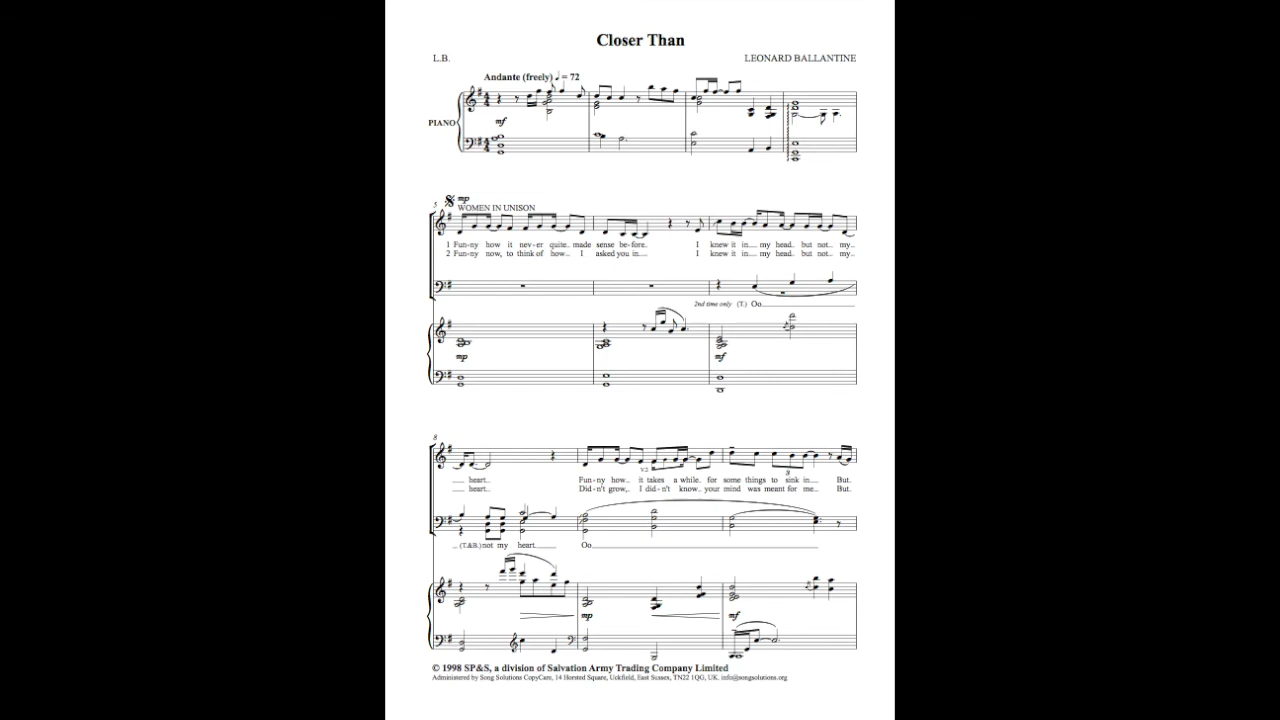 Closer Than
L.B.
LEONARD BALLANTINE
Andante (freely) ♩ = 72
PIANO
mf
5
mp
WOMEN IN UNISON
1 Fun-ny how it nev-er quite.. made sense be-fore.. I knew it in.... my head.. but not.. my..
2 Fun-ny now, to think of how.. I asked you in.... I knew it in.... my head.. but not.. my..
2nd time only (T.) Oo
mp
mf
8
V.2
3
heart.. Fun-ny how.. it takes a while.. for some things to sink in.... But..
heart.. Did-n't grow,.. I did-n't know.. your mind was meant for me.. But..
(T.&B.) not my heart Oo
mp
mf
© 1998 SP&S, a division of Salvation Army Trading Company Limited
Administered by Song Solutions CopyCare, 14 Horsted Square, Uckfield, East Sussex, TN22 1QG, UK. info@songsolutions.org